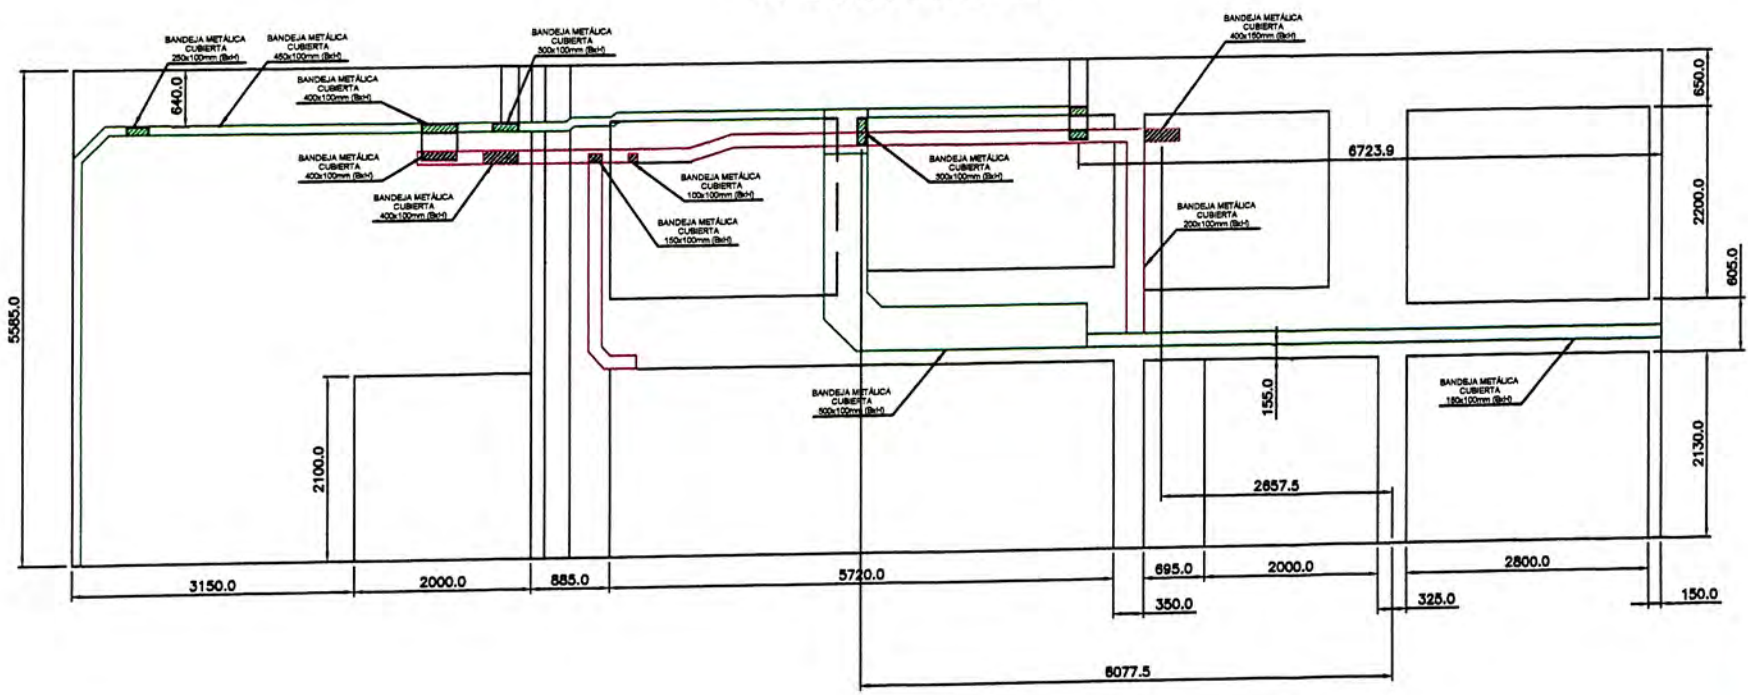 BANDEJA METÁLICA
CUBIERTA
250x100mm (BxH)
BANDEJA METÁLICA
CUBIERTA
450x100mm (BxH)
BANDEJA METÁLICA
CUBIERTA
300x100mm (BxH)
BANDEJA METÁLICA
CUBIERTA
400x150mm (BxH)
BANDEJA METÁLICA
CUBIERTA
400x100mm (BxH)
640.0
650.0
BANDEJA METÁLICA
CUBIERTA
400x100mm (BxH)
BANDEJA METÁLICA
CUBIERTA
400x100mm (BxH)
BANDEJA METÁLICA
CUBIERTA
100x100mm (BxH)
BANDEJA METÁLICA
CUBIERTA
150x100mm (BxH)
BANDEJA METÁLICA
CUBIERTA
300x100mm (BxH)
6723.9
BANDEJA METÁLICA
CUBIERTA
200x100mm (BxH)
2200.0
605.0
5585.0
BANDEJA METÁLICA
CUBIERTA
500x100mm (BxH)
155.0
BANDEJA METÁLICA
CUBIERTA
150x100mm (BxH)
2100.0
2130.0
2657.5
3150.0
2000.0
885.0
5720.0
695.0
2000.0
2800.0
350.0
325.0
150.0
6077.5